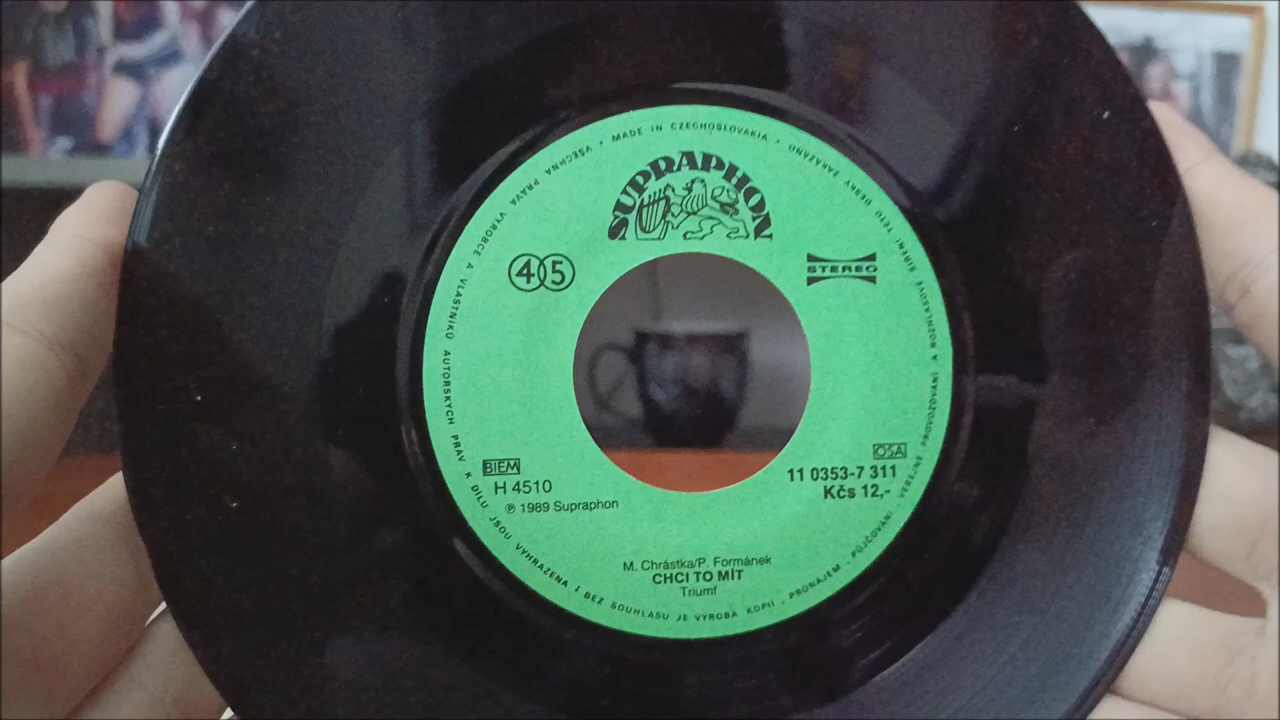 • MADE IN CZECHOSLOVAKIA •
VŠECHNA PRÁVA VÝROBCE A VLASTNÍKŮ AUTORSKÝCH PRÁV K DÍLU JSOU VYHRAZENA ! BEZ SOUHLASU JE VÝROBA KOPIÍ - PRONÁJEM - PŮJČOVÁNÍ - VEŘEJNÉ PROVOZOVÁNÍ A ROZHLASOVÉ ŠÍŘENÍ TÉTO DESKY ZAKÁZÁNO
SUPRAPHON
45
STEREO
BIEM
H 4510
℗ 1989 Supraphon
OSA
11 0353-7 311
Kčs 12,-
M. Chrástka/P. Formánek
CHCI TO MÍT
Triumf